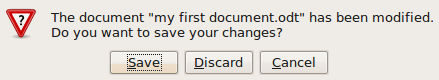 ?
The document "my first document.odt" has been modified.
Do you want to save your changes?
Save Discard Cancel